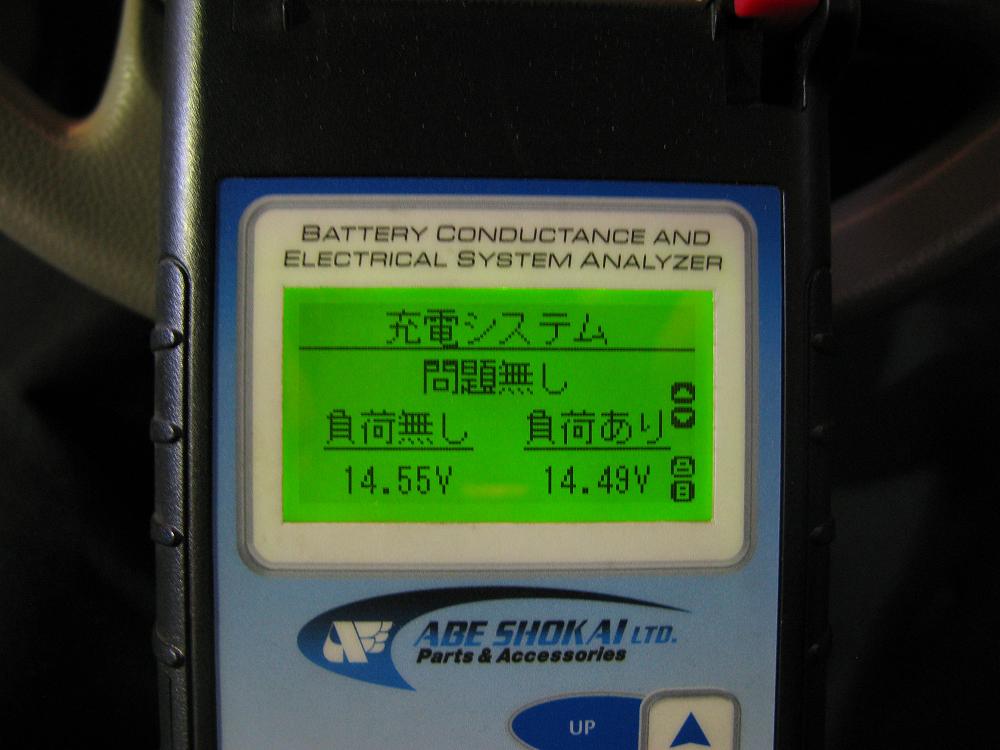 BATTERY CONDUCTANCE AND
ELECTRICAL SYSTEM ANALYZER
充電システム
問題無し
負荷無し 負荷あり
14.55V 14.49V
ABE SHOKAI LTD.
Parts & Accessories
UP